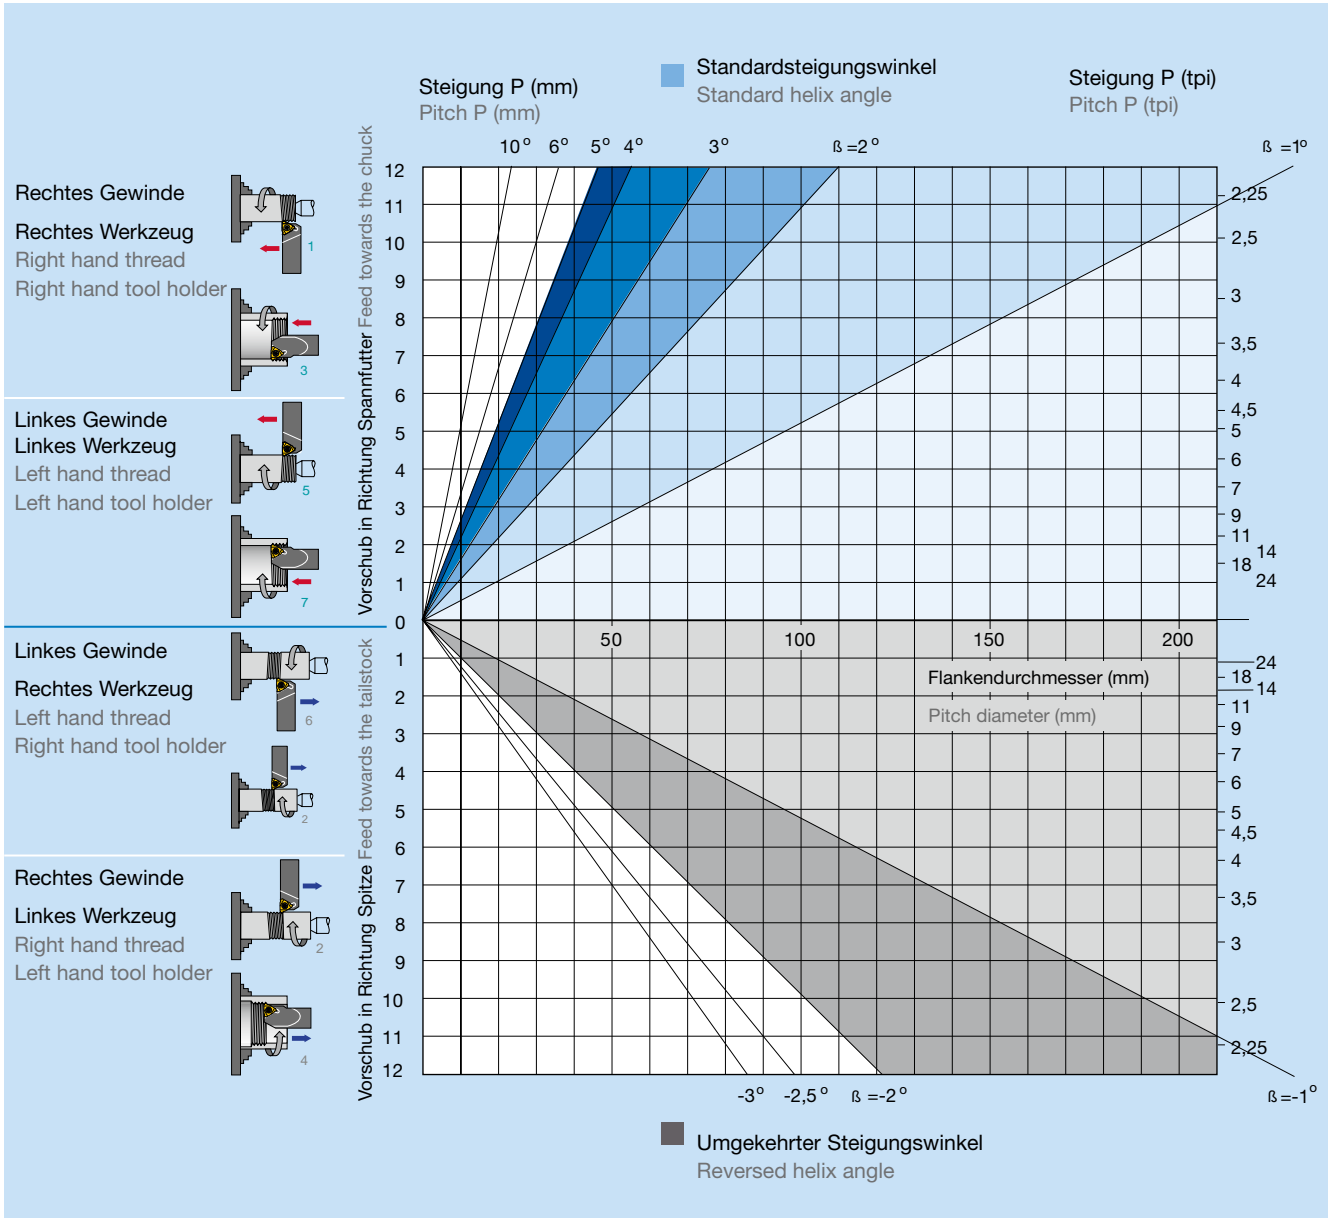 Steigung P (mm)
Pitch P (mm)
Standardsteigungswinkel
Standard helix angle
Steigung P (tpi)
Pitch P (tpi)
10° 6° 5° 4° 3° ß =2° ß =1°
Rechtes Gewinde
Rechtes Werkzeug
Right hand thread
Right hand tool holder
1
3
Linkes Gewinde
Linkes Werkzeug
Left hand thread
Left hand tool holder
5
7
Linkes Gewinde
Rechtes Werkzeug
Left hand thread
Right hand tool holder
6
2
Rechtes Gewinde
Linkes Werkzeug
Right hand thread
Left hand tool holder
2
4
Vorschub in Richtung Spannfutter Feed towards the chuck
Vorschub in Richtung Spitze Feed towards the tailstock
12
11
10
9
8
7
6
5
4
3
2
1
0
1
2
3
4
5
6
7
8
9
10
11
12
50 100 150 200
Flankendurchmesser (mm)
Pitch diameter (mm)
2,25
2,5
3
3,5
4
4,5
5
6
7
9
11
14
18
24
24
18
14
11
9
7
6
5
4,5
4
3,5
3
2,5
2,25
-3° -2,5° ß =-2° ß =-1°
Umgekehrter Steigungswinkel
Reversed helix angle